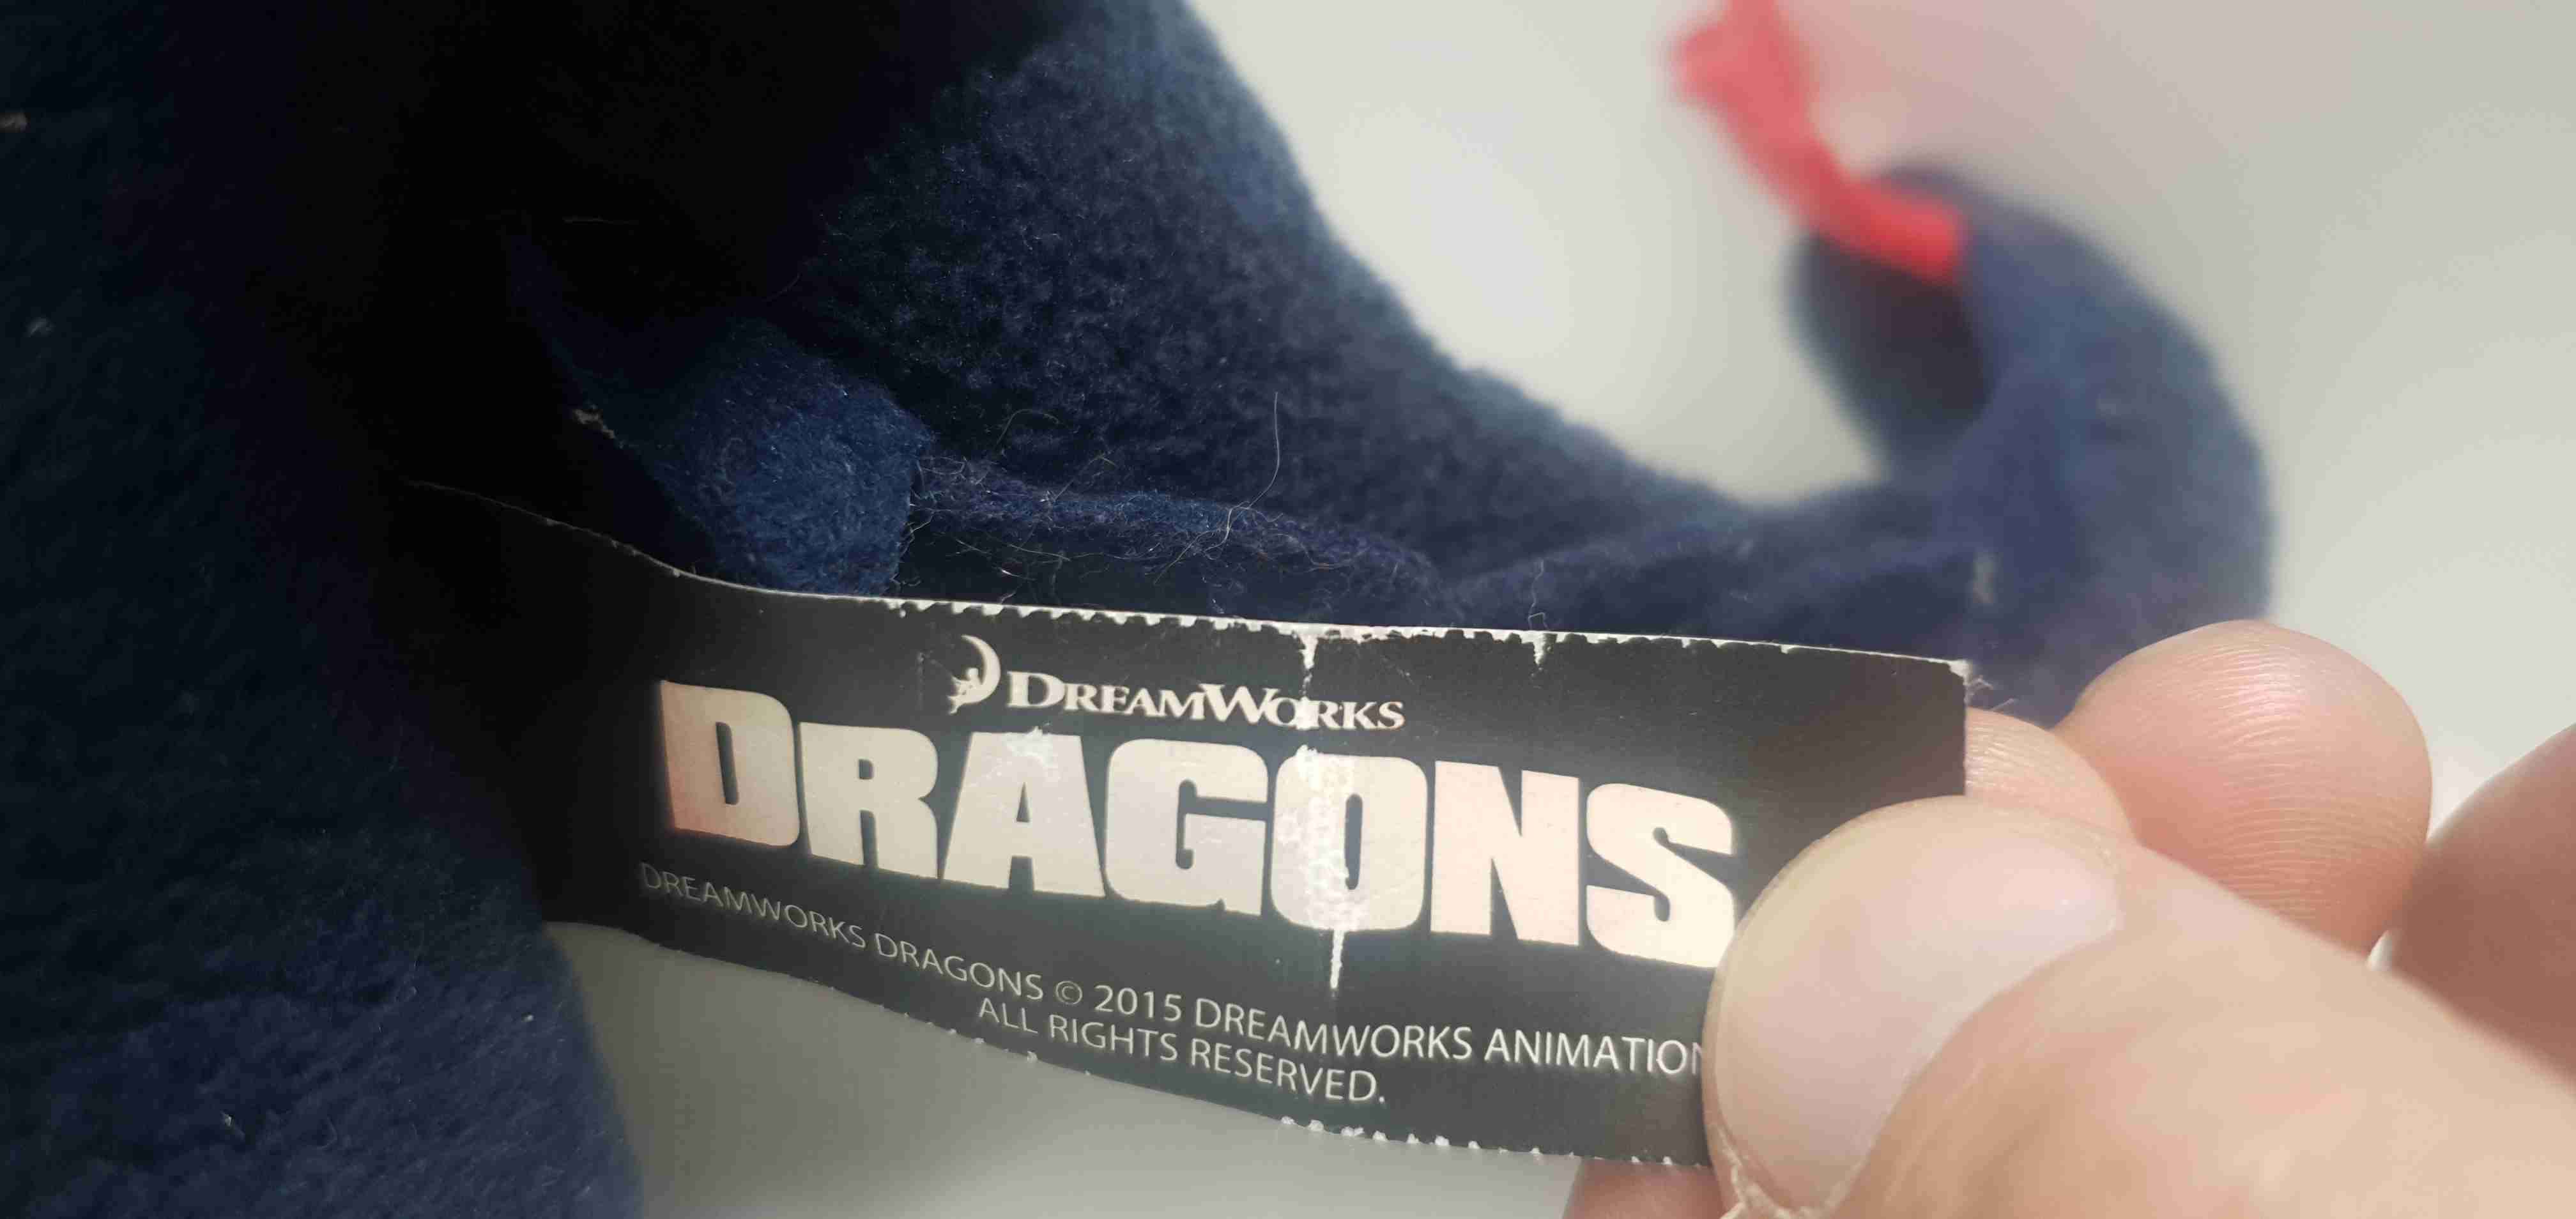 DREAMWORKS
DRAGONS
DREAMWORKS DRAGONS © 2015 DREAMWORKS ANIMATION
ALL RIGHTS RESERVED.